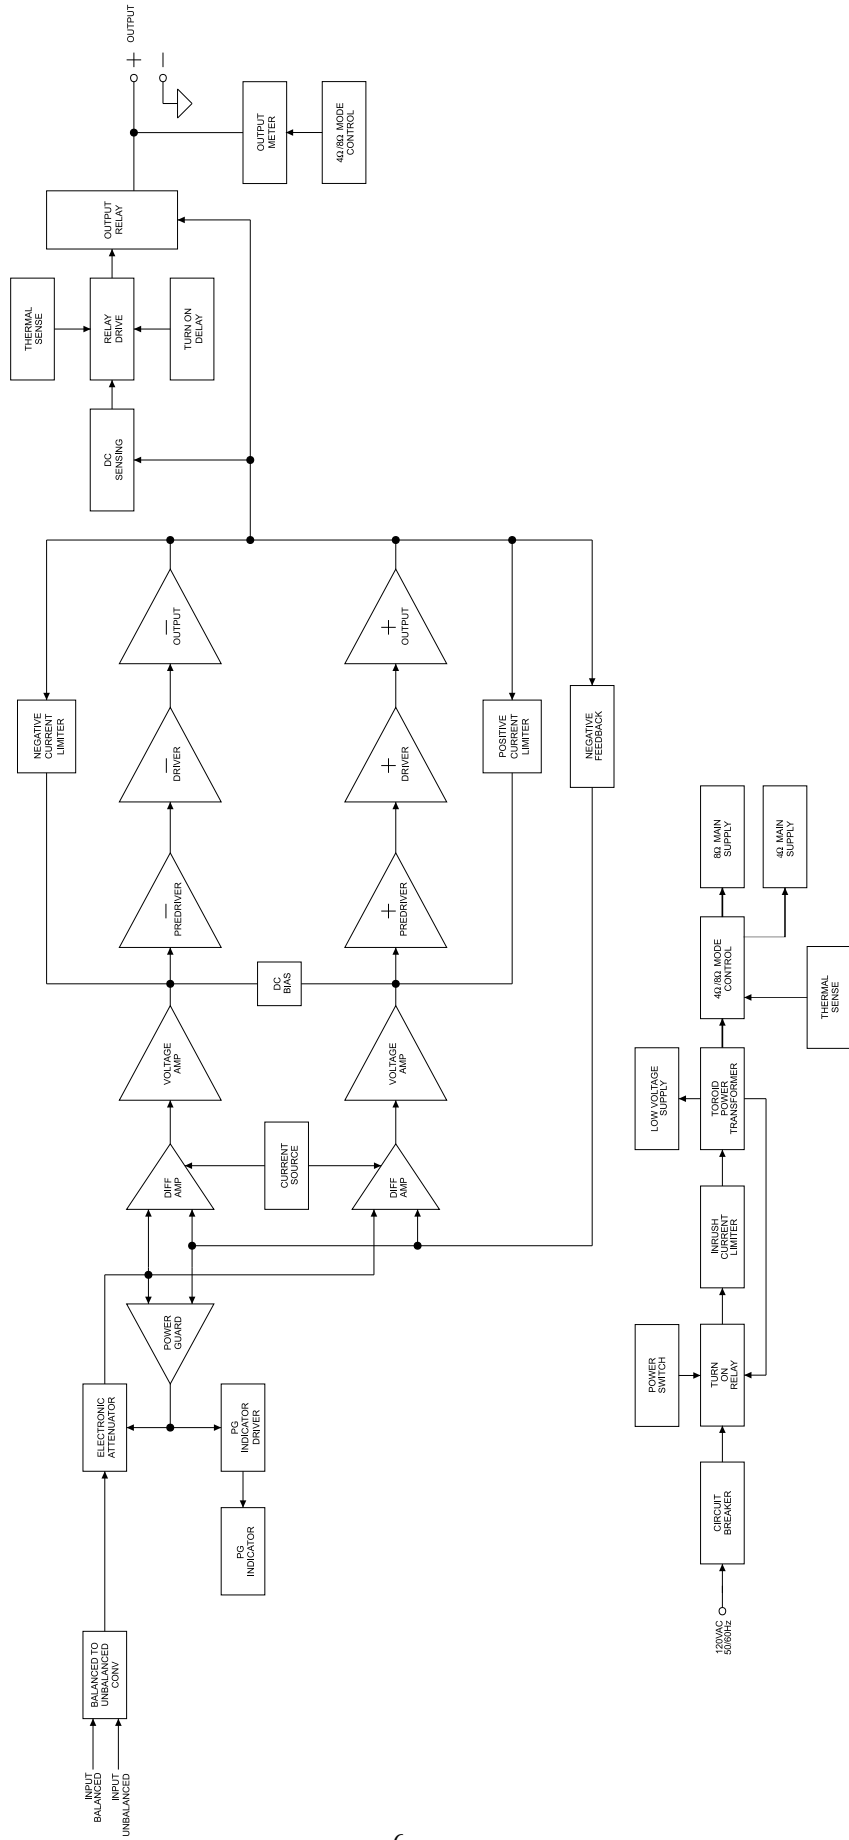 INPUT
BALANCED
INPUT
UNBALANCED
BALANCED TO
UNBALANCED
CONV
ELECTRONIC
ATTENUATOR
POWER
GUARD
PG
INDICATOR
DRIVER
PG
INDICATOR
DIFF
AMP
DIFF
AMP
CURRENT
SOURCE
VOLTAGE
AMP
VOLTAGE
AMP
DC
BIAS
NEGATIVE
CURRENT
LIMITER
−
PREDRIVER
−
DRIVER
−
OUTPUT
+
PREDRIVER
+
DRIVER
+
OUTPUT
POSITIVE
CURRENT
LIMITER
NEGATIVE
FEEDBACK
DC
SENSING
THERMAL
SENSE
RELAY
DRIVE
TURN ON
DELAY
OUTPUT
RELAY
OUTPUT
METER
4Ω/8Ω MODE
CONTROL
+ OUTPUT
−
120VAC
50/60Hz
CIRCUIT
BREAKER
POWER
SWITCH
TURN
ON
RELAY
INRUSH
CURRENT
LIMITER
LOW VOLTAGE
SUPPLY
TOROID
POWER
TRANSFORMER
4Ω/8Ω MODE
CONTROL
THERMAL
SENSE
8Ω MAIN
SUPPLY
4Ω MAIN
SUPPLY